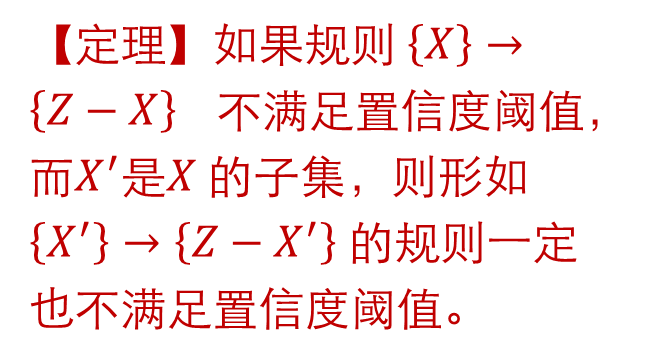 【定理】如果规则 {X} →
{Z − X} 不满足置信度阈值，
而X′是X 的子集，则形如
{X′} → {Z − X′} 的规则一定
也不满足置信度阈值。